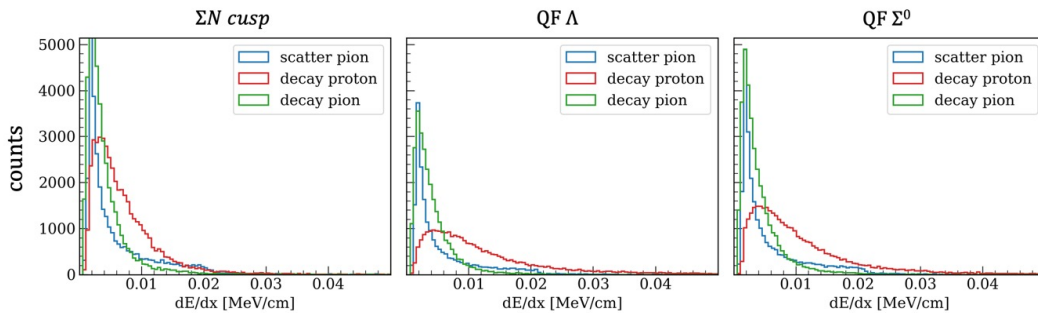 ΣN cusp
QF Λ
QF Σ⁰
counts
5000
4000
3000
2000
1000
0
scatter pion
decay proton
decay pion
scatter pion
decay proton
decay pion
scatter pion
decay proton
decay pion
0.01 0.02 0.03 0.04
0.01 0.02 0.03 0.04
0.01 0.02 0.03 0.04
dE/dx [MeV/cm]
dE/dx [MeV/cm]
dE/dx [MeV/cm]